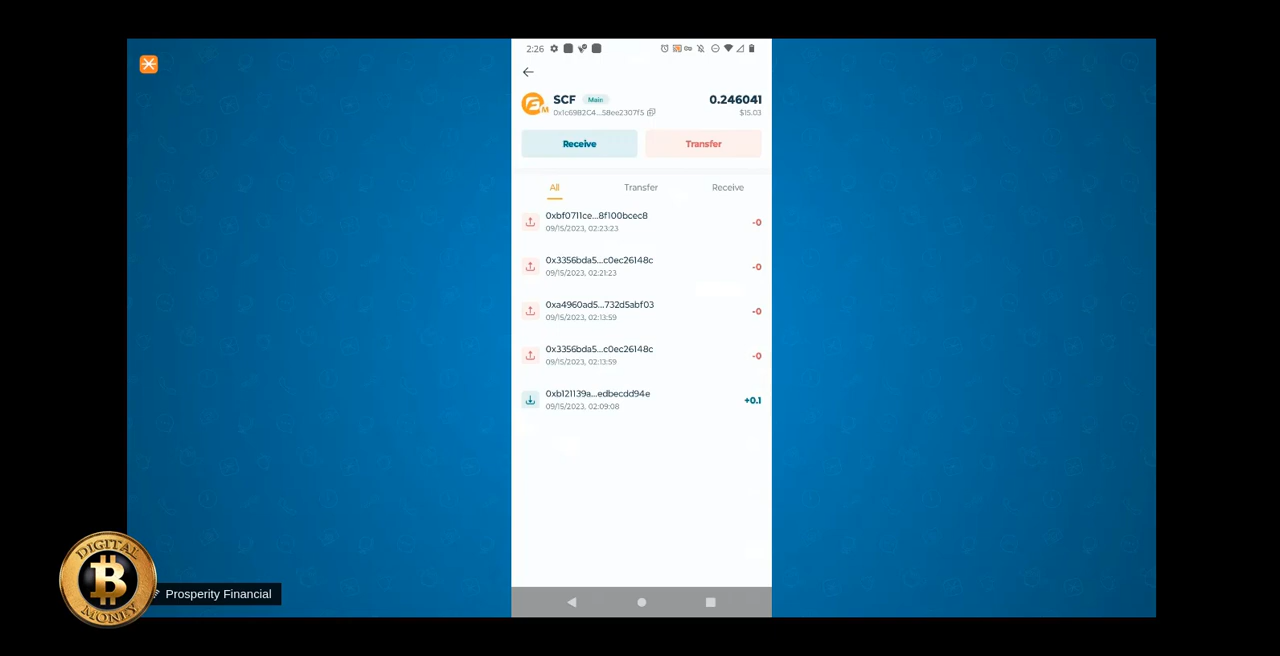 2:26
SCF Main 0.246041
0x1c6982C4...58ee2307f5 $15.03
Receive Transfer
All Transfer Receive
0xbf0711ce...8f100bcec8
09/15/2023, 02:23:23
-0
0x3356bda5...c0ec26148c
09/15/2023, 02:21:23
-0
0xa4960ad5...732d5abf03
09/15/2023, 02:13:59
-0
0x3356bda5...c0ec26148c
09/15/2023, 02:13:59
-0
0xb121139a...edbecdd94e
09/15/2023, 02:09:08
+0.1
DIGITAL
B
MONEY
Prosperity Financial